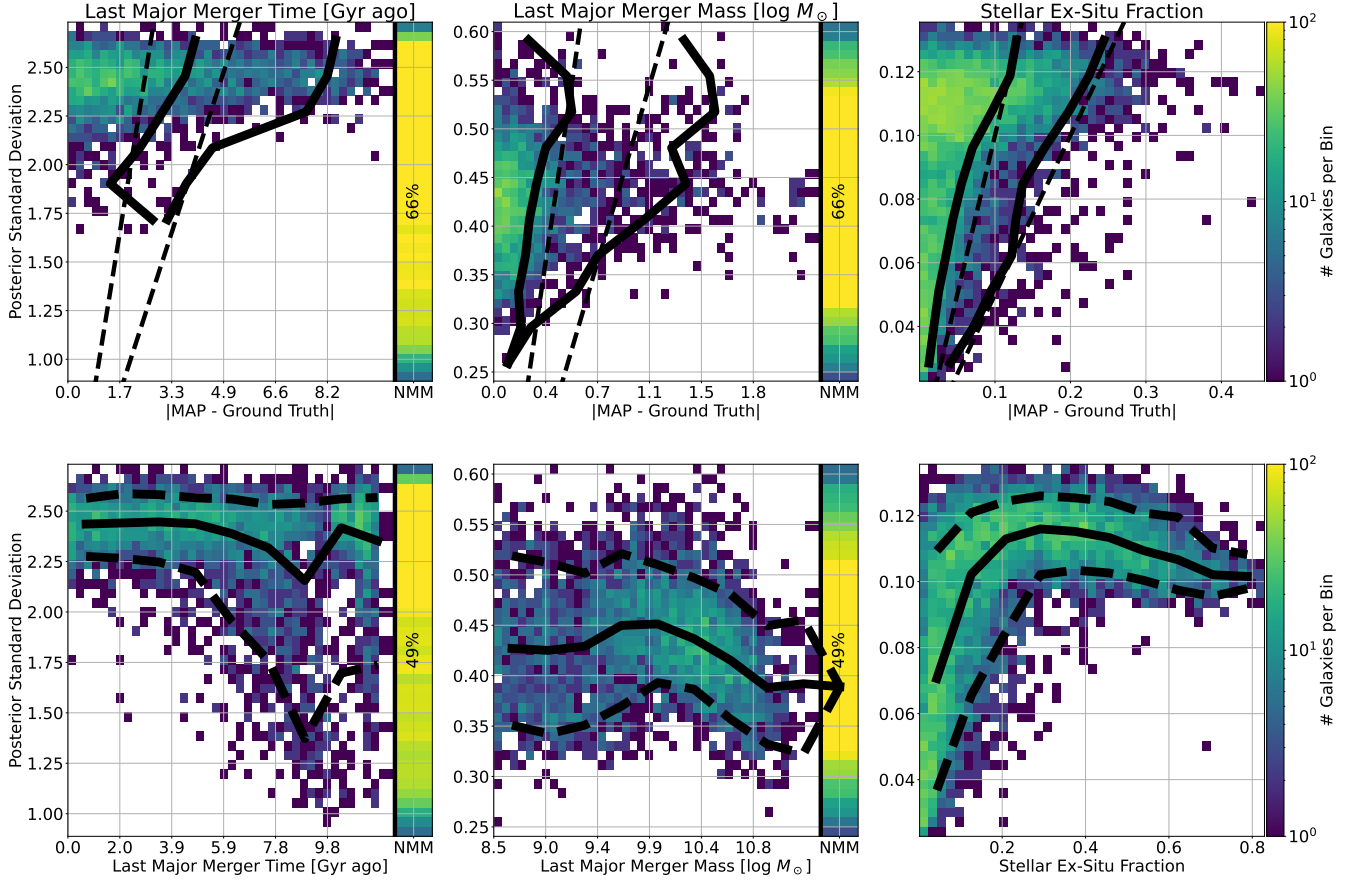 Last Major Merger Time [Gyr ago]
Last Major Merger Mass [log M⊙]
Stellar Ex-Situ Fraction
Posterior Standard Deviation
2.50
2.25
2.00
1.75
1.50
1.25
1.00
66%
0.0 1.7 3.3 4.9 6.6 8.2 NMM
|MAP - Ground Truth|
0.60
0.55
0.50
0.45
0.40
0.35
0.30
0.25
66%
0.0 0.4 0.7 1.1 1.5 1.8 NMM
|MAP - Ground Truth|
0.12
0.10
0.08
0.06
0.04
0.1 0.2 0.3 0.4
|MAP - Ground Truth|
10²
10¹
10⁰
# Galaxies per Bin
Posterior Standard Deviation
2.50
2.25
2.00
1.75
1.50
1.25
1.00
49%
0.0 2.0 3.9 5.9 7.8 9.8 NMM
Last Major Merger Time [Gyr ago]
0.60
0.55
0.50
0.45
0.40
0.35
0.30
0.25
49%
8.5 9.0 9.4 9.9 10.4 10.8 NMM
Last Major Merger Mass [log M⊙]
0.12
0.10
0.08
0.06
0.04
0.2 0.4 0.6 0.8
Stellar Ex-Situ Fraction
10²
10¹
10⁰
# Galaxies per Bin